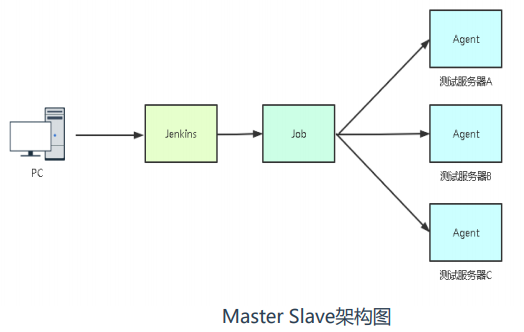 Agent
测试服务器A
PC
Jenkins
Job
Agent
测试服务器B
Agent
测试服务器C
Master Slave架构图